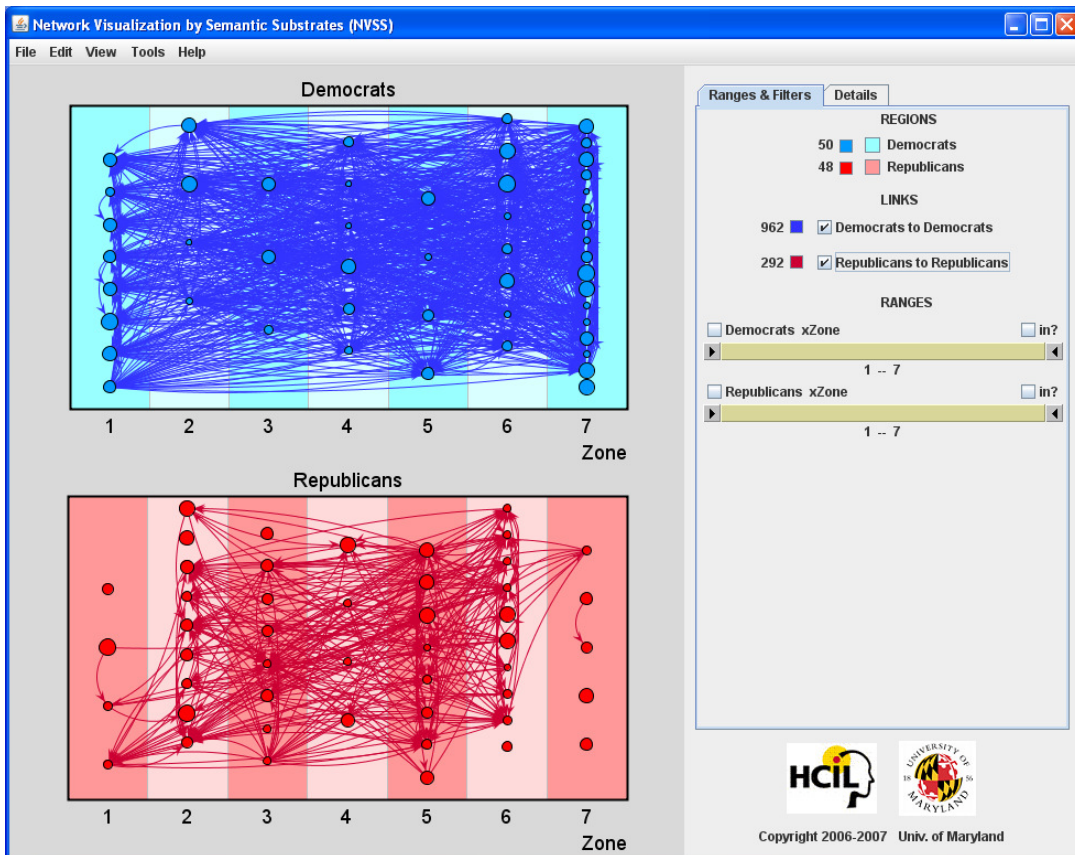 Network Visualization by Semantic Substrates (NVSS)
File Edit View Tools Help
Democrats
1 2 3 4 5 6 7
Zone
Republicans
1 2 3 4 5 6 7
Zone
Ranges & Filters Details
REGIONS
50 Democrats
48 Republicans
LINKS
962 Democrats to Democrats
292 Republicans to Republicans
RANGES
Democrats xZone in?
1 -- 7
Republicans xZone in?
1 -- 7
HCIL
UNIVERSITY OF
18 56
MARYLAND
Copyright 2006-2007 Univ. of Maryland